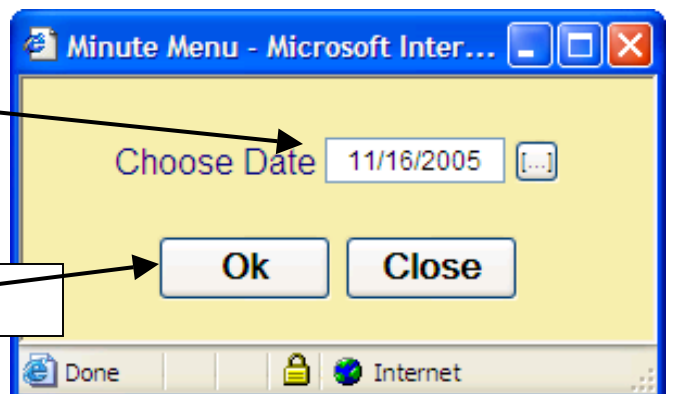 Minute Menu - Microsoft Inter...
Choose Date 11/16/2005 [...]
Ok Close
Done Internet